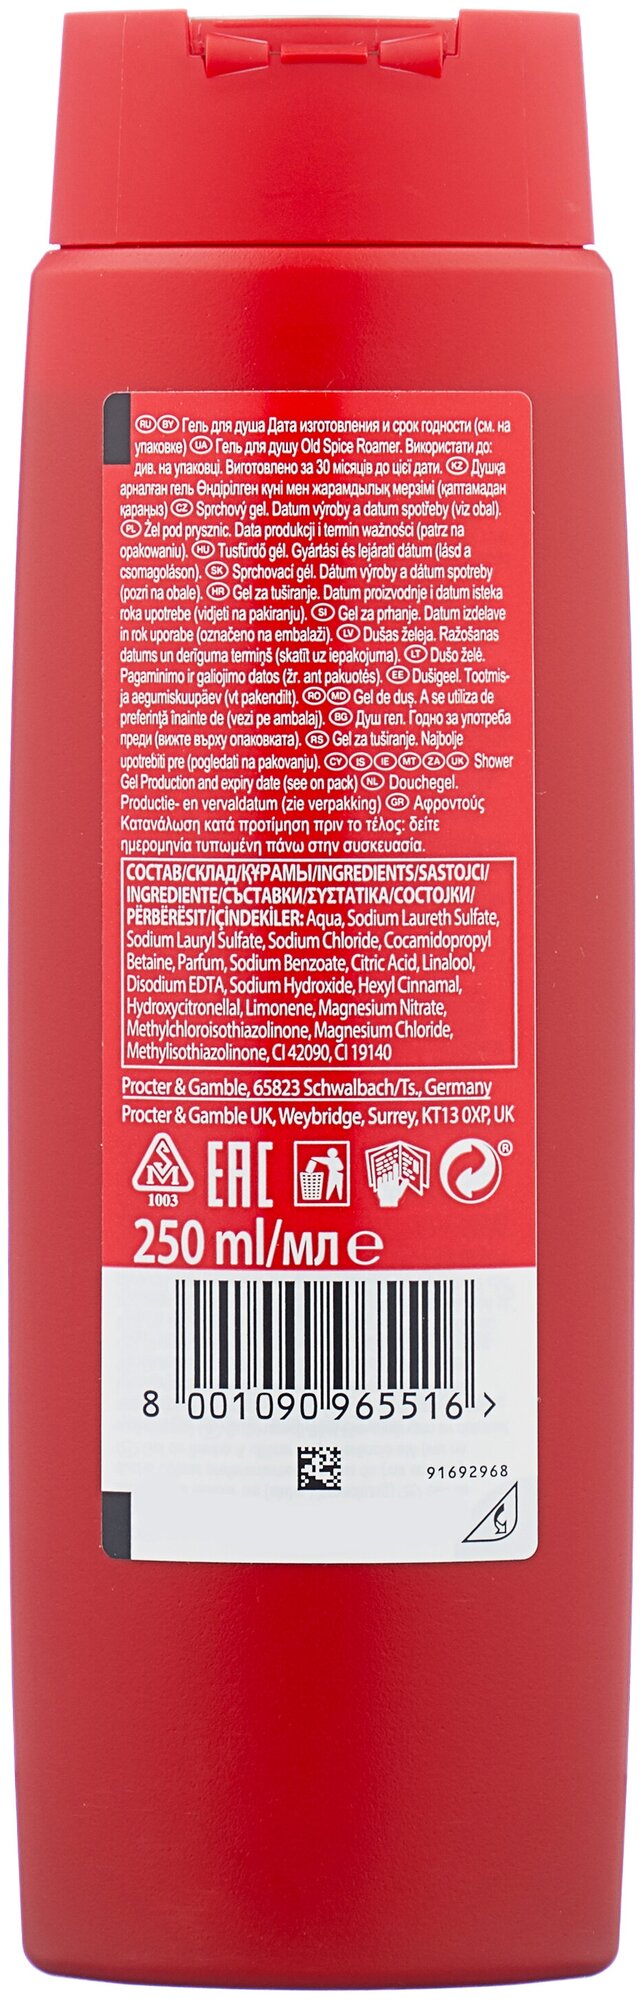 RU BY Гель для душа Дата изготовления и срок годности (см. на
упаковке) UA Гель для душу Old Spice Roamer. Використати до:
див. на упаковці. Виготовлено за 30 місяців до цієї дати. KZ Душқа
арналған гель Өндірілген күні мен жарамдылық мерзімі (қаптамадан
қараңыз) CZ Sprchový gel. Datum výroby a datum spotřeby (viz obal).
PL Żel pod prysznic. Data produkcji i termin ważności (patrz na
opakowaniu). HU Tusfürdő gél. Gyártási és lejárati dátum (lásd a
csomagoláson). SK Sprchovací gél. Dátum výroby a dátum spotreby
(pozri na obale). HR Gel za tuširanje. Datum proizvodnje i datum isteka
roka upotrebe (vidjeti na pakiranju). SI Gel za prhanje. Datum izdelave
in rok uporabe (označeno na embalaži). LV Dušas želeja. Ražošanas
datums un derīguma termiņš (skatīt uz iepakojuma). LT Dušo želė.
Pagaminimo ir galiojimo datos (žr. ant pakuotės). EE Dušigeel. Tootmis-
ja aegumiskuupäev (vt pakendilt). RO MD Gel de duș. A se utiliza de
preferință înainte de (vezi pe ambalaj). BG Душ гел. Годно за употреба
преди (вижте върху опаковката). RS Gel za tuširanje. Najbolje
upotrebiti pre (pogledati na pakovanju). CY IS IE MT ZA UK Shower
Gel Production and expiry date (see on pack) NL Douchegel.
Productie- en vervaldatum (zie verpakking) GR Αφροντούς
Κατανάλωση κατά προτίμηση πριν το τέλος: δείτε
ημερομηνία τυπωμένη πάνω στην συσκευασία.
СОСТАВ/СКЛАД/ҚҰРАМЫ/INGREDIENTS/SASTOJCI/
INGREDIENTE/СЪСТАВКИ/ΣΥΣΤΑΤΙΚΑ/СОСТОЈКИ/
PËRBËRËSIT/İÇİNDEKİLER: Aqua, Sodium Laureth Sulfate,
Sodium Lauryl Sulfate, Sodium Chloride, Cocamidopropyl
Betaine, Parfum, Sodium Benzoate, Citric Acid, Linalool,
Disodium EDTA, Sodium Hydroxide, Hexyl Cinnamal,
Hydroxycitronellal, Limonene, Magnesium Nitrate,
Methylchloroisothiazolinone, Magnesium Chloride,
Methylisothiazolinone, CI 42090, CI 19140
Procter & Gamble, 65823 Schwalbach/Ts., Germany
Procter & Gamble UK, Weybridge, Surrey, KT13 0XP, UK
1003 EAC ®
250 ml/мл e
8 001090 965516 >
91692968